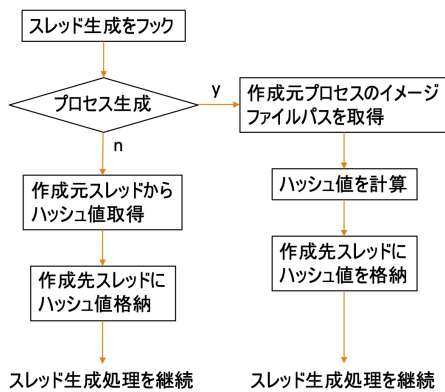 スレッド生成をフック
プロセス生成
y
n
作成元プロセスのイメージ
ファイルパスを取得
作成元スレッドから
ハッシュ値取得
ハッシュ値を計算
作成先スレッドに
ハッシュ値格納
作成先スレッドに
ハッシュ値を格納
スレッド生成処理を継続
スレッド生成処理を継続